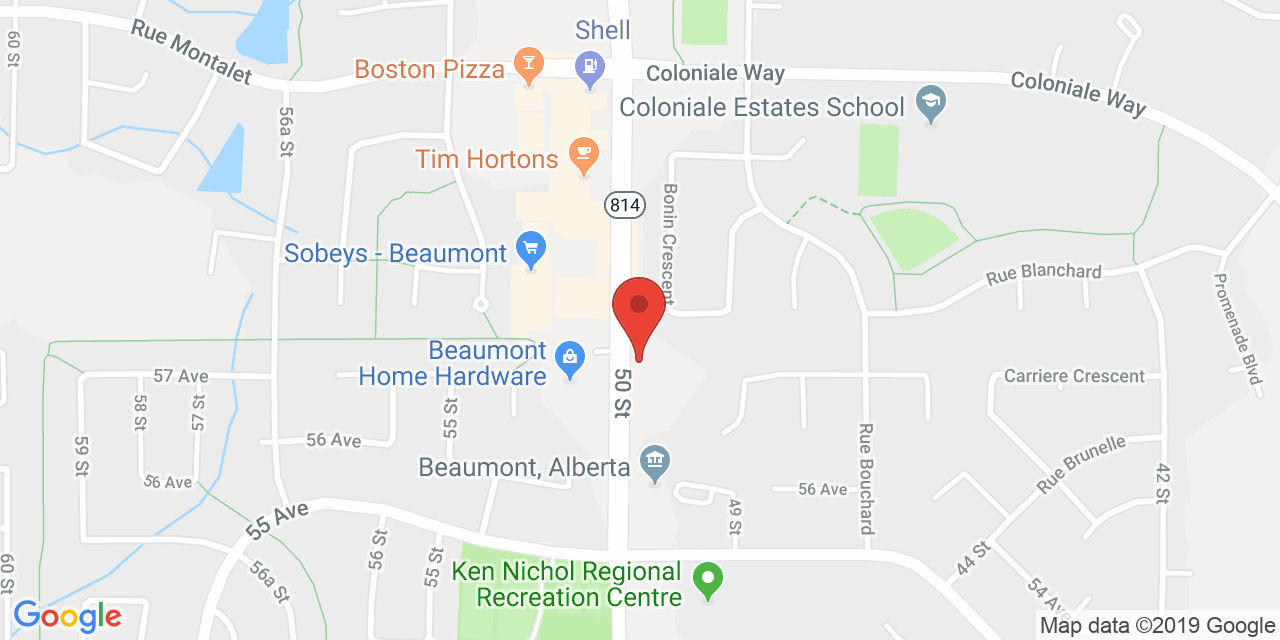 60 St
Rue Montalet
Shell
Boston Pizza
Coloniale Way
Coloniale Way
Coloniale Estates School
56a St
Tim Hortons
814
Bonin Crescent
Sobeys - Beaumont
Rue Blanchard
Promenade Blvd
Beaumont
Home Hardware
57 Ave
50 St
Carriere Crescent
58 St
57 St
55 St
59 St
56 Ave
Rue Bouchard
Rue Brunelle
Beaumont, Alberta
56 Ave
56 Ave
42 St
49 St
55 Ave
56 St
55 St
44 St
60 St
56a St
Ken Nichol Regional
Recreation Centre
54 Ave
Google
Map data ©2019 Google